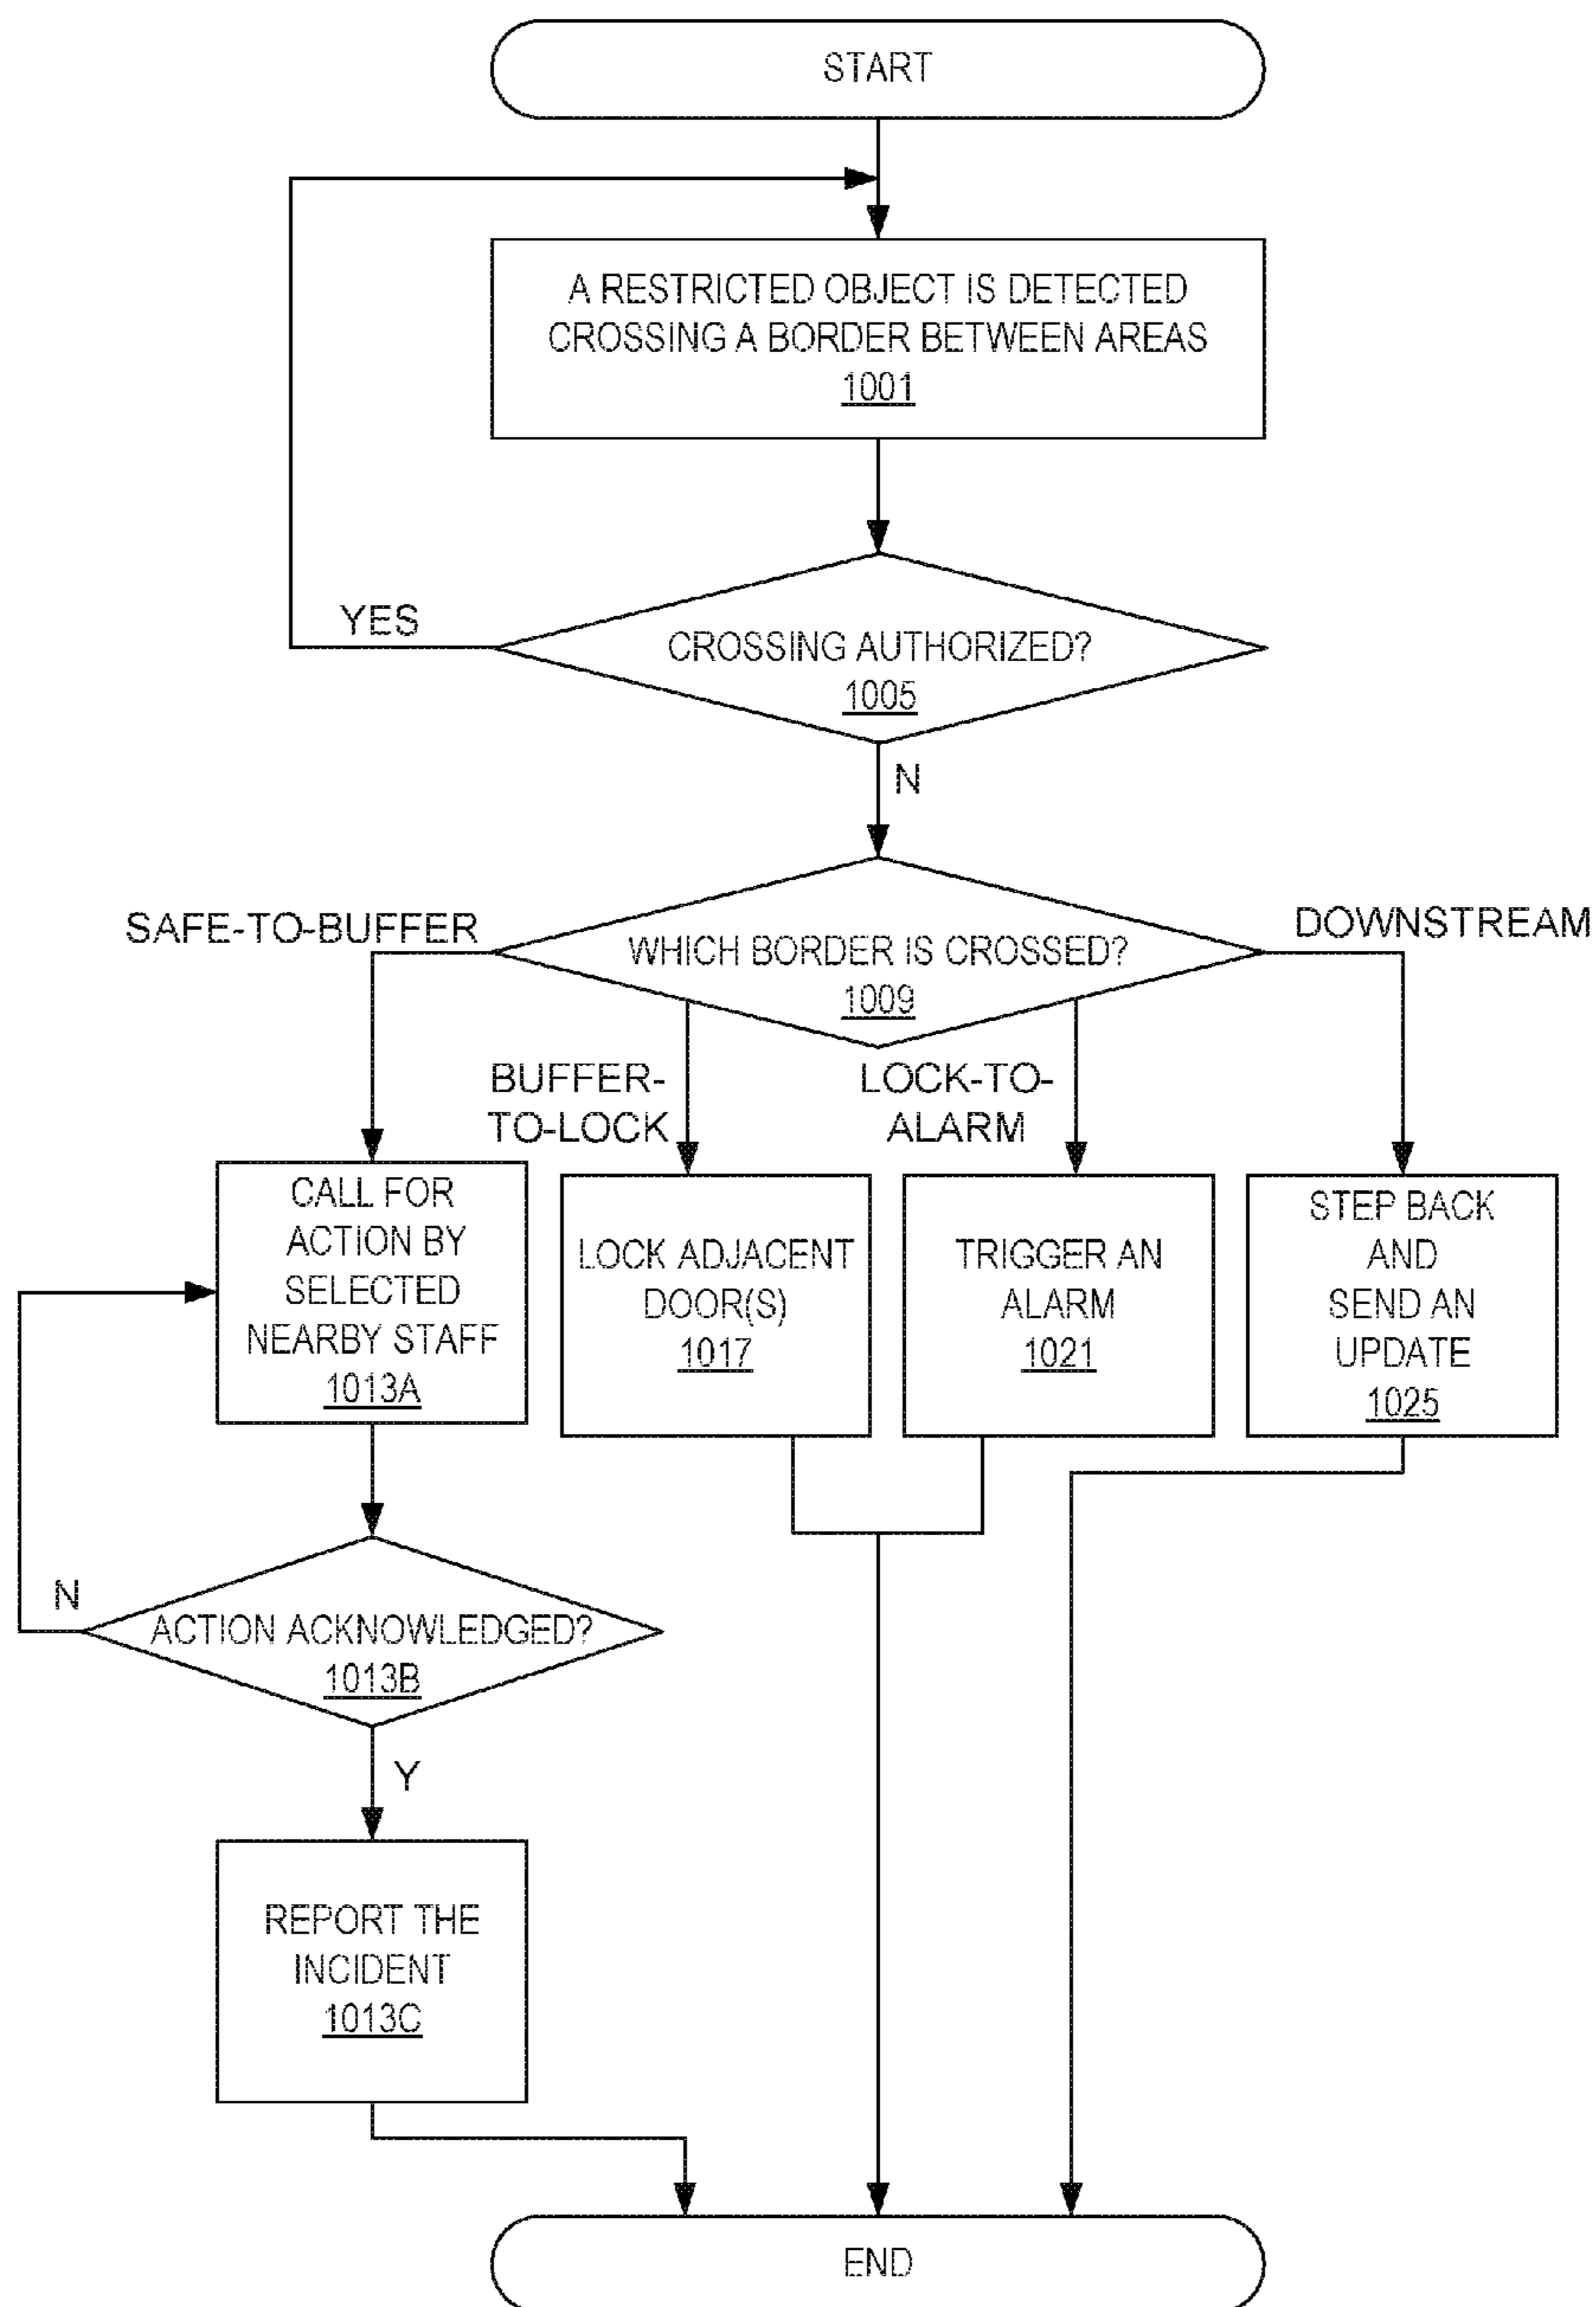 START
A RESTRICTED OBJECT IS DETECTED
CROSSING A BORDER BETWEEN AREAS
1001
YES
CROSSING AUTHORIZED?
1005
N
SAFE-TO-BUFFER
WHICH BORDER IS CROSSED?
1009
DOWNSTREAM
BUFFER-
TO-LOCK
LOCK-TO-
ALARM
CALL FOR
ACTION BY
SELECTED
NEARBY STAFF
1013A
LOCK ADJACENT
DOOR(S)
1017
TRIGGER AN
ALARM
1021
STEP BACK
AND
SEND AN
UPDATE
1025
N
ACTION ACKNOWLEDGED?
1013B
Y
REPORT THE
INCIDENT
1013C
END